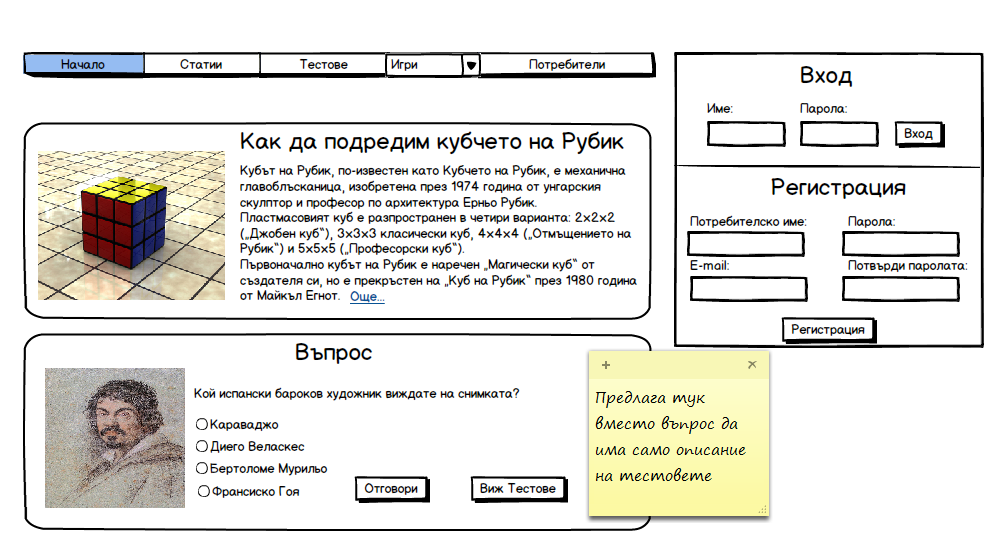 Начало Статии Тестове Игри Потребители
Вход
Име: Парола:
Вход
Регистрация
Потребителско име: Парола:
E-mail: Потвърди паролата:
Регистрация
Как да подредим кубчето на Рубик
Кубът на Рубик, по-известен като Кубчето на Рубик, е механична
главоблъсканица, изобретена през 1974 година от унгарския
скулптор и професор по архитектура Ерньо Рубик.
Пластмасовият куб е разпространен в четири варианта: 2×2×2
(„Джобен куб“), 3×3×3 класически куб, 4×4×4 („Отмъщението на
Рубик“) и 5×5×5 („Професорски куб“).
Първоначално кубът на Рубик е наречен „Магически куб“ от
създателя си, но е прекръстен на „Куб на Рубик“ през 1980 година
от Майкъл Егнот. Още...
Въпрос
Кой испански бароков художник виждате на снимката?
Караваджо
Диего Веласкес
Бертоломе Мурильо
Франсиско Гоя
Отговори Виж Тестове
Предлага тук
вместо въпрос да
има само описание
на тестовете